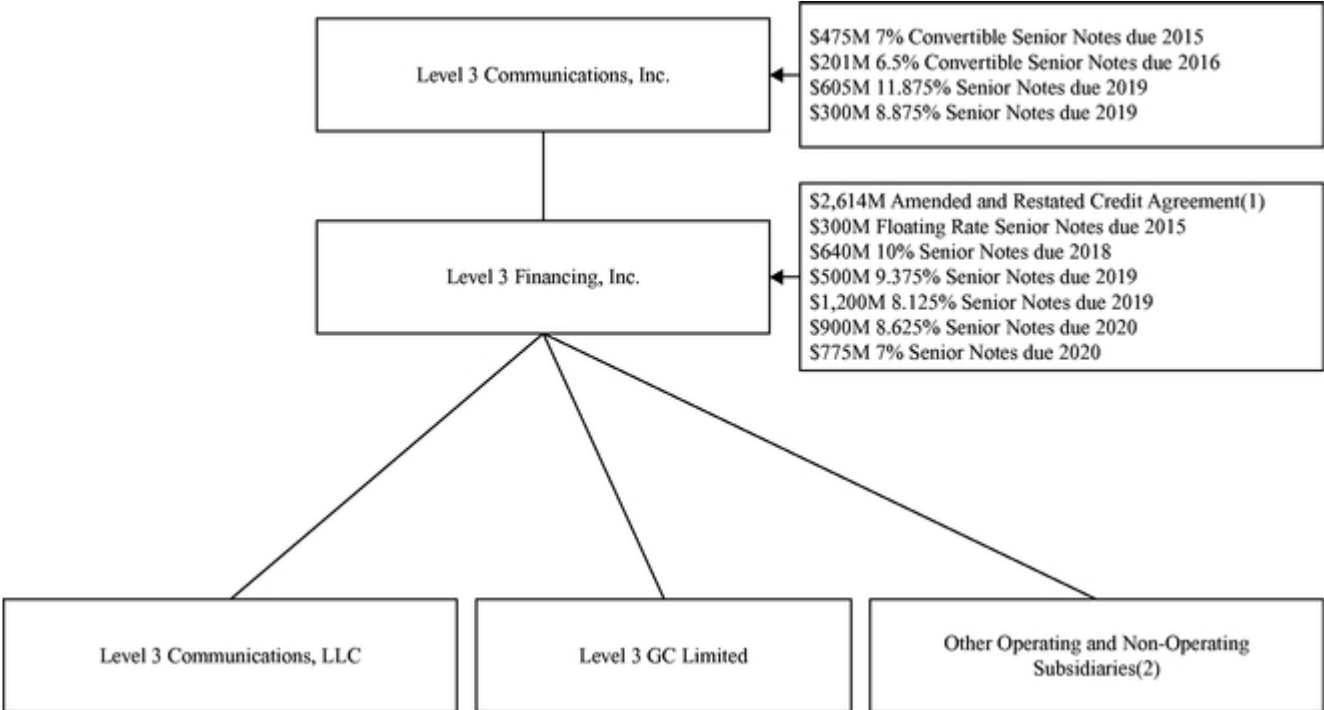 Level 3 Communications, Inc.
$475M 7% Convertible Senior Notes due 2015
$201M 6.5% Convertible Senior Notes due 2016
$605M 11.875% Senior Notes due 2019
$300M 8.875% Senior Notes due 2019
Level 3 Financing, Inc.
$2,614M Amended and Restated Credit Agreement(1)
$300M Floating Rate Senior Notes due 2015
$640M 10% Senior Notes due 2018
$500M 9.375% Senior Notes due 2019
$1,200M 8.125% Senior Notes due 2019
$900M 8.625% Senior Notes due 2020
$775M 7% Senior Notes due 2020
Level 3 Communications, LLC
Level 3 GC Limited
Other Operating and Non-Operating
Subsidiaries(2)